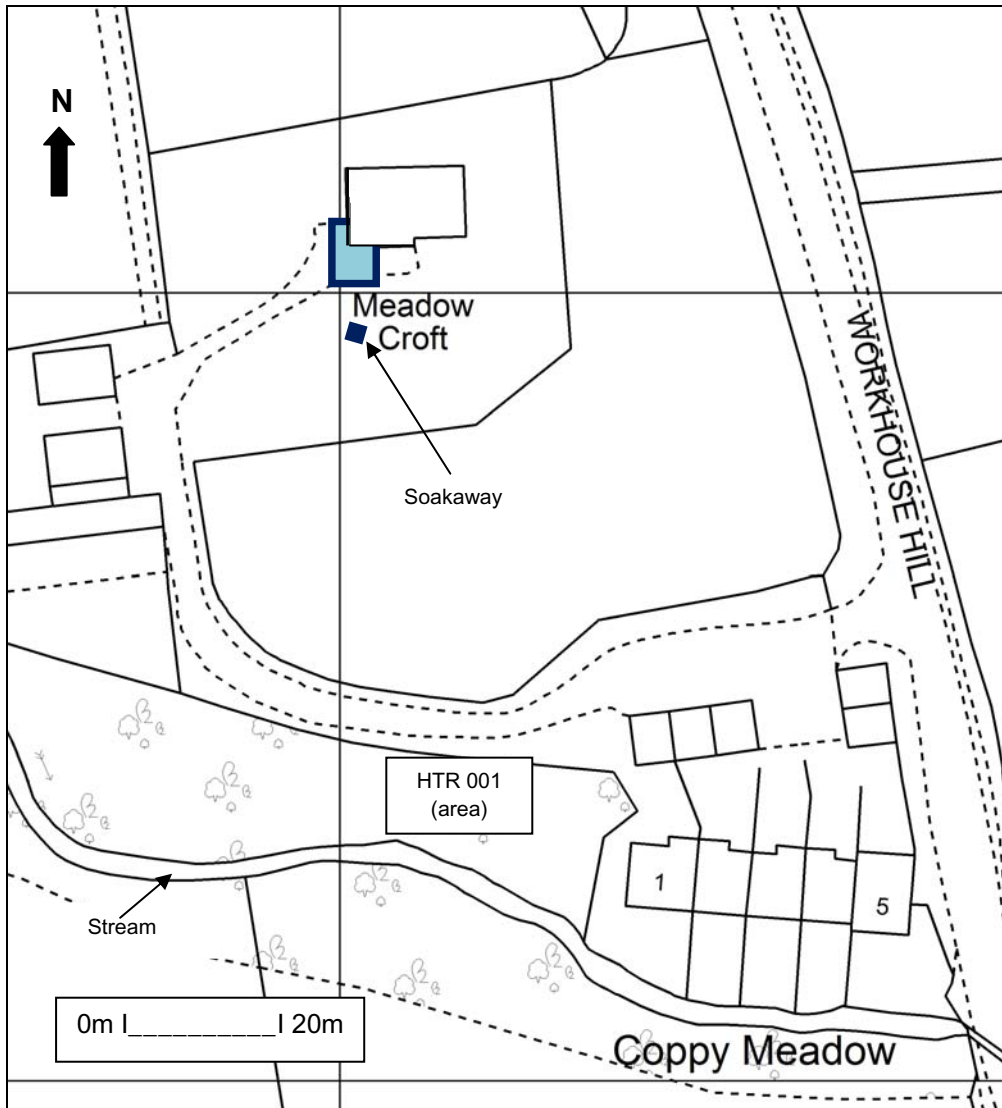 N
Meadow
Croft
Soakaway
WORKHOUSE HILL
HTR 001
(area)
1
5
Stream
0m I__________I 20m
Coppy Meadow